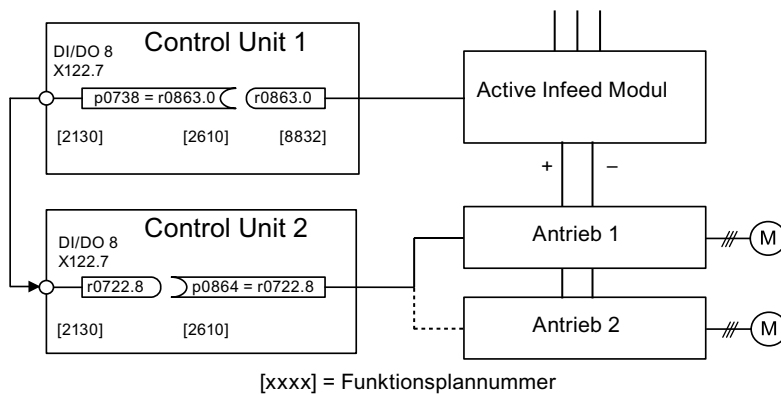 Control Unit 1
DI/DO 8
X122.7
p0738 = r0863.0
r0863.0
[2130]
[2610]
[8832]
Active Infeed Modul
+
–
Control Unit 2
DI/DO 8
X122.7
r0722.8
p0864 = r0722.8
[2130]
[2610]
Antrieb 1
M
Antrieb 2
M
[xxxx] = Funktionsplannummer